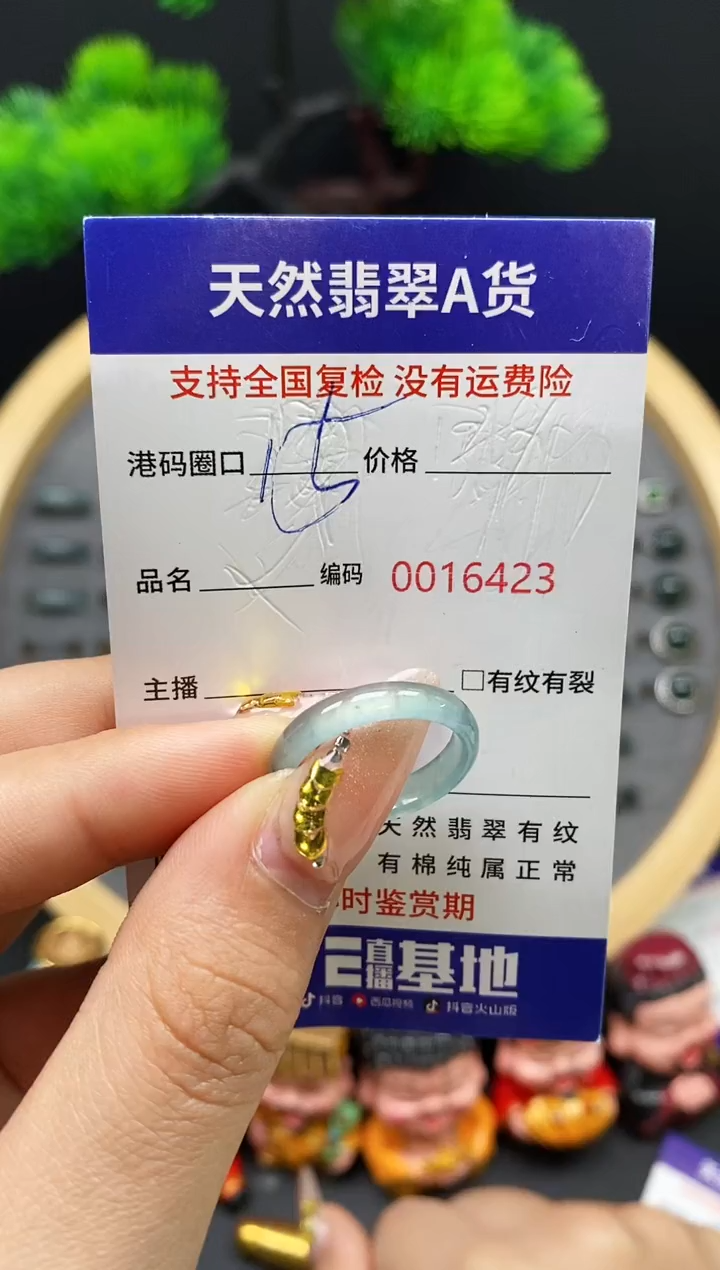 天然翡翠A货
支持全国复检 没有运费险
港码圈口 15 价格
品名 编码 0016423
主播 □有纹有裂
天然翡翠有纹
有棉纯属正常
时鉴赏期
直播基地
抖音 西瓜视频 抖音火山版